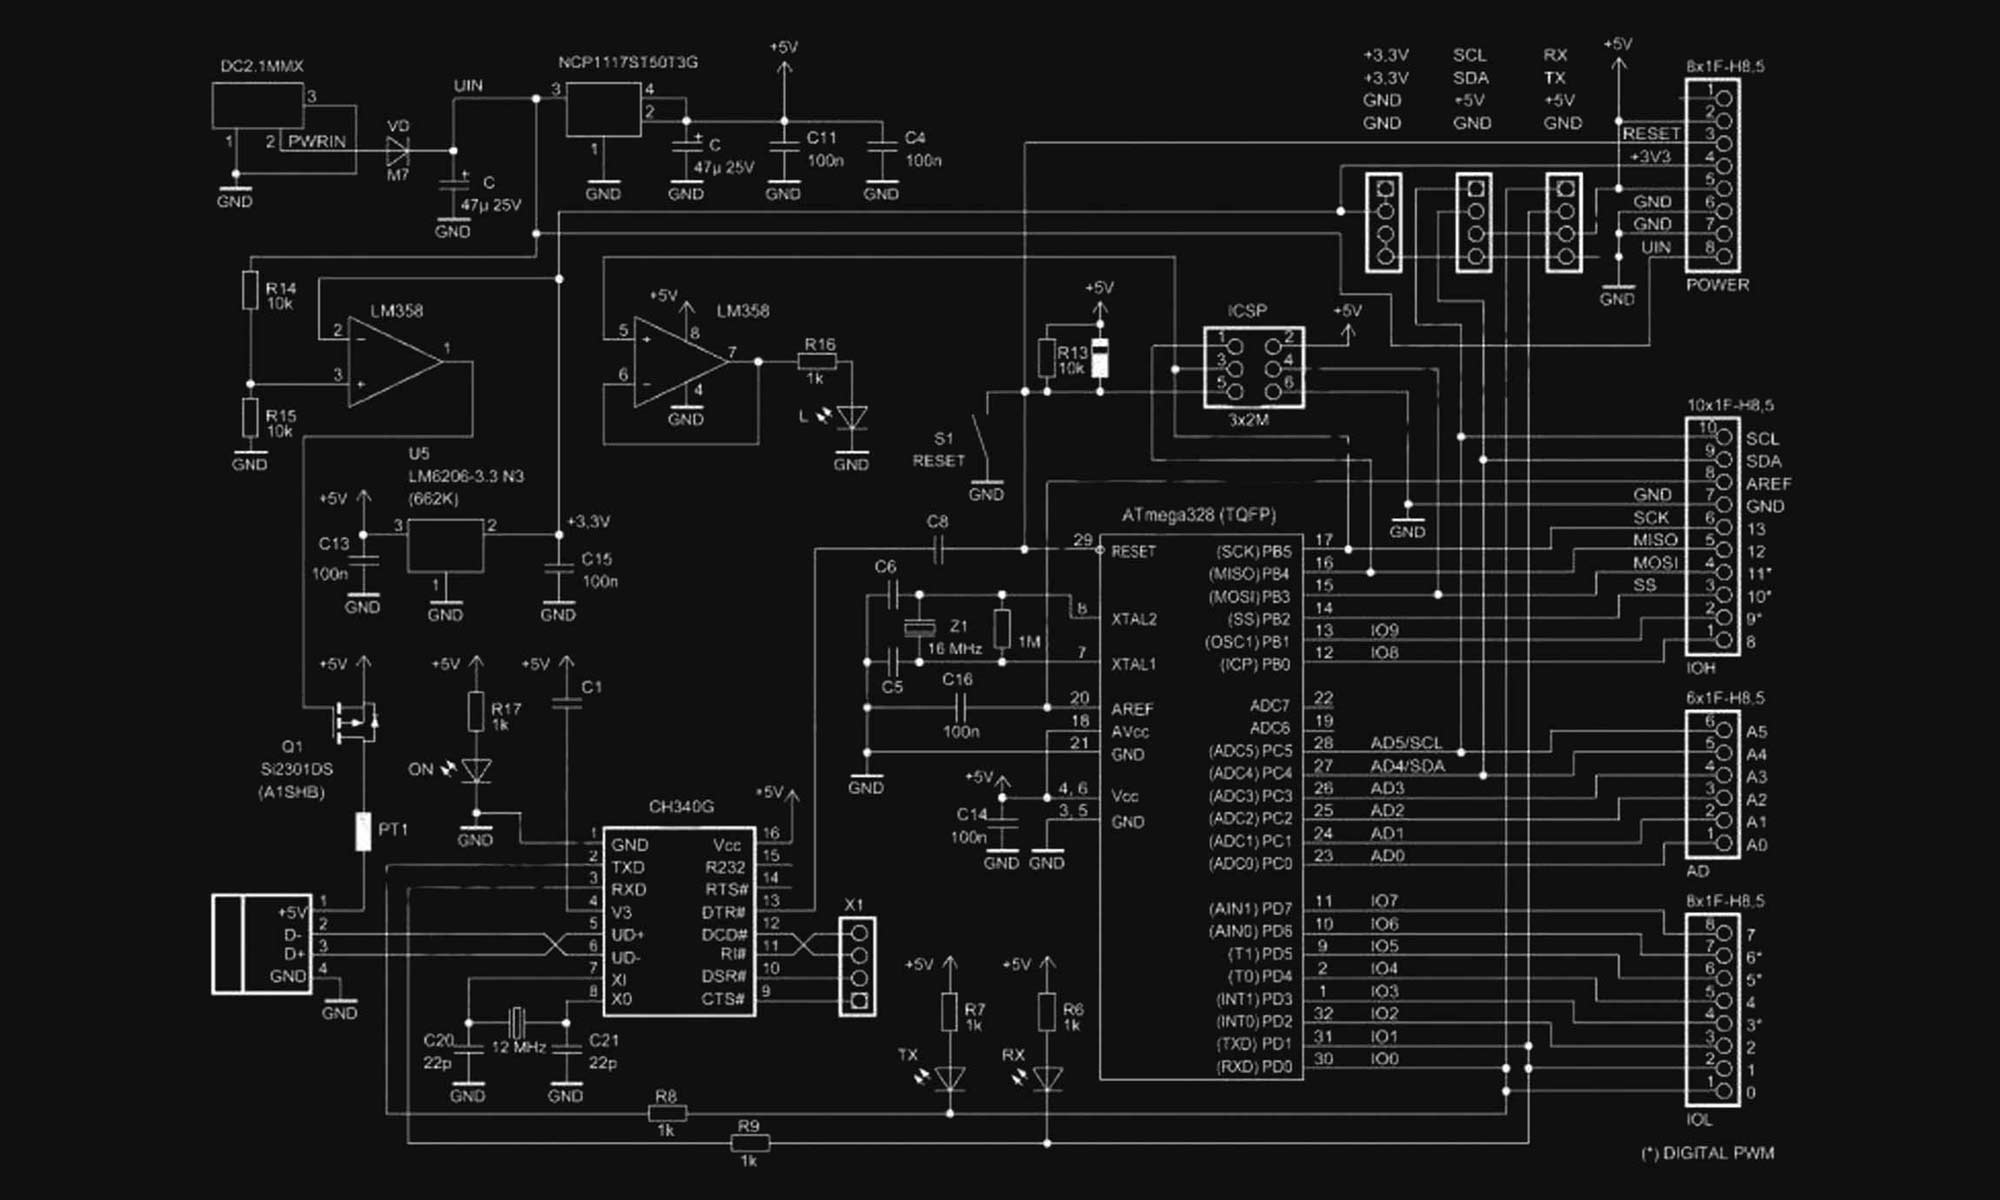 DC2.1MMX
3
1
2
PWRIN
GND
VD
M7
UIN
C
+
47µ 25V
GND
NCP1117ST50T3G
3
4
2
1
GND
+
C
47µ 25V
GND
+5V
C11
100n
GND
C4
100n
GND
+3,3V SCL RX
+3,3V SDA TX
GND +5V +5V
GND GND GND
+5V
GND
8x1F-H8,5
1
2
RESET 3
+3V3 4
5
GND 6
GND 7
UIN 8
POWER
R14
10k
R15
10k
GND
LM358
2
−
3
+
1
+5V
LM358
5
+
6
−
8
7
4
GND
R16
1k
L
GND
+5V
R13
10k
S1
RESET
GND
ICSP
1 2
3 4
5 6
3x2M
+5V
GND
U5
LM6206-3.3 N3
(662K)
+5V
3
2
1
GND
C13
100n
GND
+3,3V
C15
100n
GND
10x1F-H8,5
10 SCL
9 SDA
8 AREF
GND 7 GND
SCK 6 13
MISO 5 12
MOSI 4 11*
SS 3 10*
2 9*
1 8
IOH
C8
C6
Z1
16 MHz
1M
C5
C16
100n
GND
+5V
C14
100n
GND
GND
ATmega328 (TQFP)
29 RESET
8 XTAL2
7 XTAL1
20 AREF
18 AVcc
21 GND
4, 6 Vcc
3, 5 GND
(SCK) PB5 17
(MISO) PB4 16
(MOSI) PB3 15
(SS) PB2 14
(OSC1) PB1 13 IO9
(ICP) PB0 12 IO8
ADC7 22
ADC6 19
(ADC5) PC5 28 AD5/SCL
(ADC4) PC4 27 AD4/SDA
(ADC3) PC3 26 AD3
(ADC2) PC2 25 AD2
(ADC1) PC1 24 AD1
(ADC0) PC0 23 AD0
(AIN1) PD7 11 IO7
(AIN0) PD6 10 IO6
(T1) PD5 9 IO5
(T0) PD4 2 IO4
(INT1) PD3 1 IO3
(INT0) PD2 32 IO2
(TXD) PD1 31 IO1
(RXD) PD0 30 IO0
6x1F-H8,5
6 A5
5 A4
4 A3
3 A2
2 A1
1 A0
AD
8x1F-H8,5
8 7
7 6*
6 5*
5 4
4 3*
3 2
2 1
1 0
IOL
(*) DIGITAL PWM
+5V
Q1
Si2301DS
(A1SHB)
PT1
+5V
R17
1k
ON
GND
+5V
C1
+5V 1
D- 2
D+ 3
GND 4
GND
CH340G
+5V
1 GND Vcc 16
2 TXD R232 15
3 RXD RTS# 14
4 V3 DTR# 13
5 UD+ DCD# 12
6 UD- RI# 11
7 XI DSR# 10
8 X0 CTS# 9
X1
C20
22p
GND
12 MHz
C21
22p
GND
+5V
R7
1k
TX
+5V
R6
1k
RX
R8
1k
R9
1k